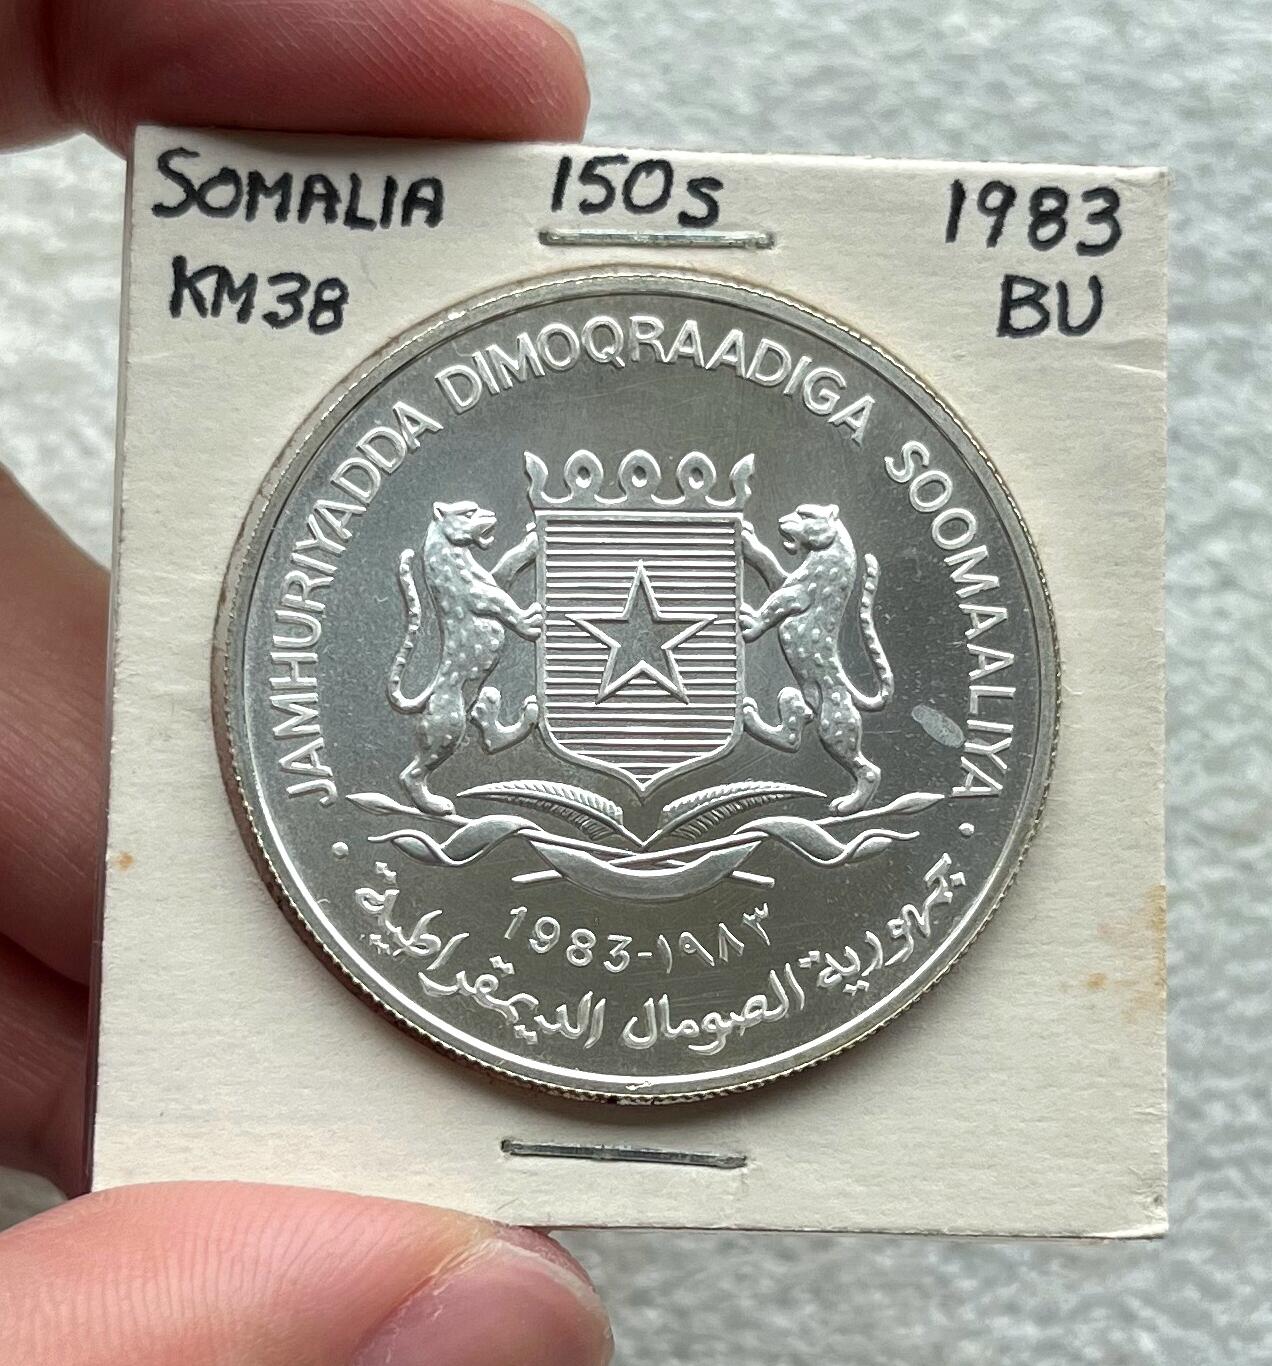 SOMALIA 150s 1983
KM38 BU
JAMHURIYADDA DIMOQRAADIGA SOOMAALIYA
1983-١٩٨٣
جمهورية الصومال الديمقراطية